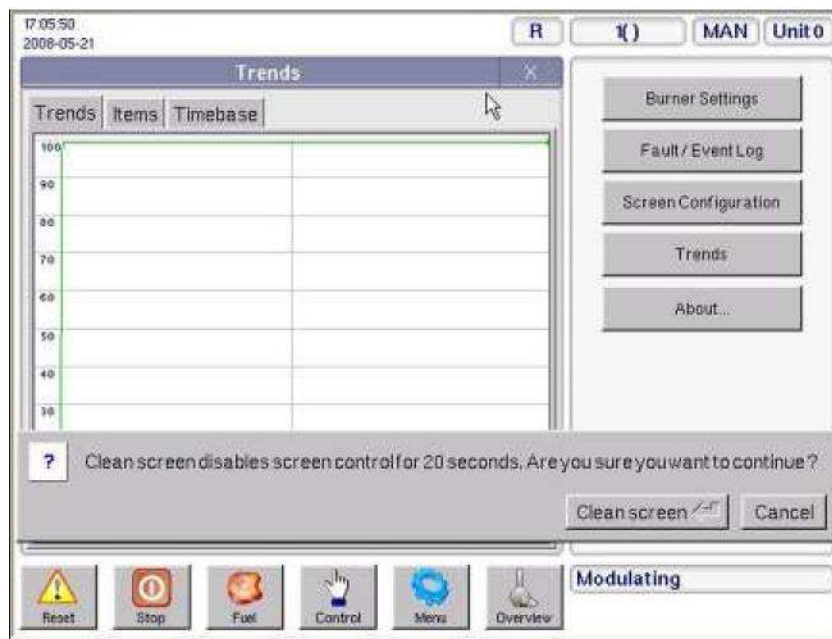 17:05:50
2008-05-21
R
1( )
MAN
Unit 0
Trends
X
Trends
Items
Timebase
100
90
80
70
60
50
40
30
Burner Settings
Fault / Event Log
Screen Configuration
Trends
About...
? Clean screen disables screen control for 20 seconds. Are you sure you want to continue ?
Clean screen
Cancel
Reset
Stop
Fuel
Control
Menu
Overview
Modulating